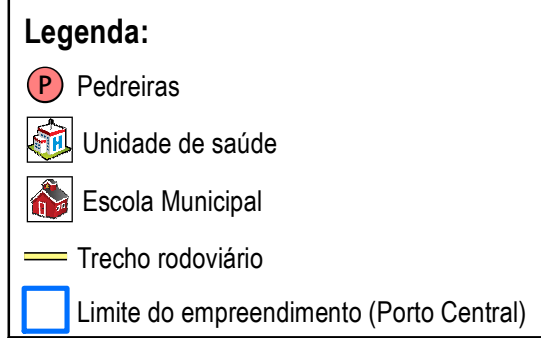 Legenda:
P Pedreiras
H Unidade de saúde
Escola Municipal
Trecho rodoviário
Limite do empreendimento (Porto Central)